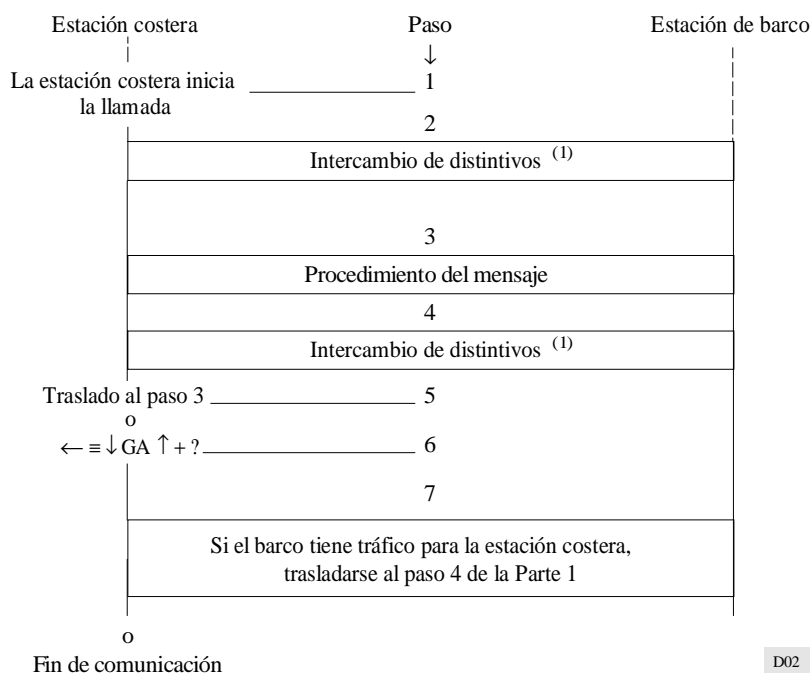 Estación costera Paso Estación de barco
↓
La estación costera inicia la llamada 1
2
Intercambio de distintivos (1)
3
Procedimiento del mensaje
4
Intercambio de distintivos (1)
Traslado al paso 3 5
o
← ≡ ↓ GA ↑ + ? 6
7
Si el barco tiene tráfico para la estación costera,
trasladarse al paso 4 de la Parte 1
o
Fin de comunicación
D02